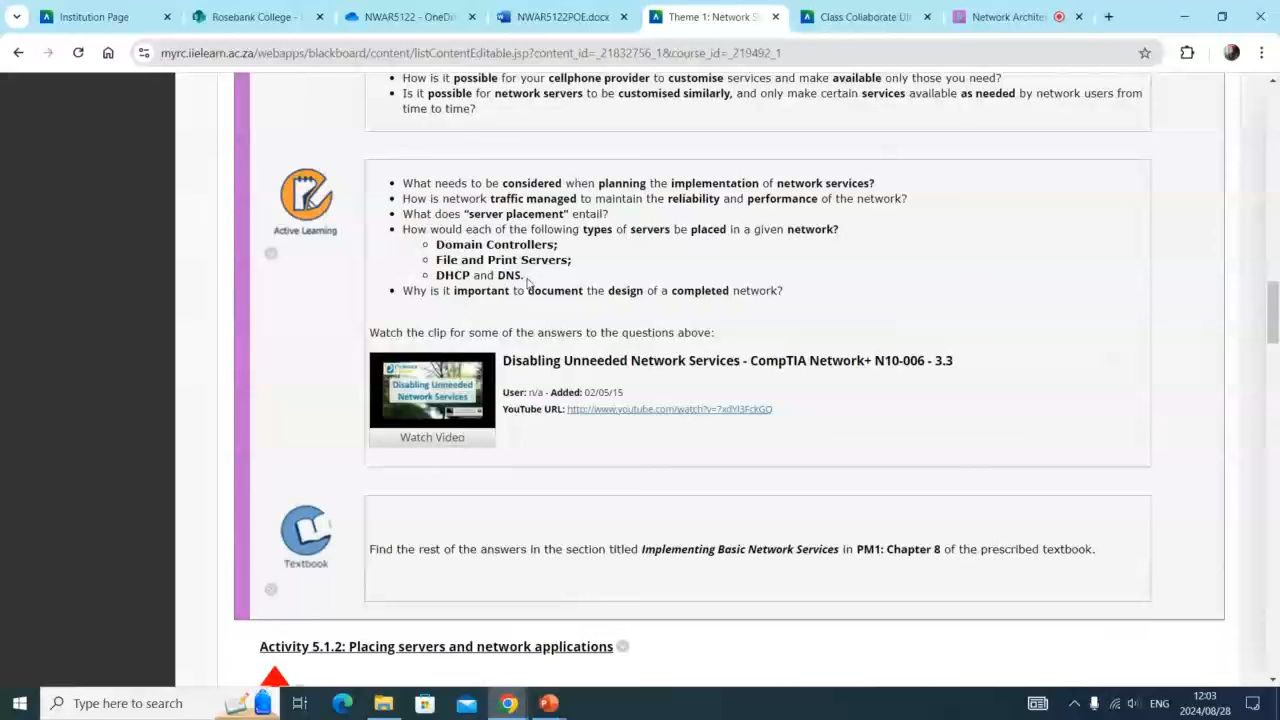 Institution Page
Rosebank College -
NWAR5122 - OneDri
NWAR5122POE.docx
Theme 1: Network S
Class Collaborate Ul
Network Archite
myrc.iielearn.ac.za/webapps/blackboard/content/listContentEditable.jsp?content_id=_21832756_1&course_id=_219492_1
How is it possible for your cellphone provider to customise services and make available only those you need?
Is it possible for network servers to be customised similarly, and only make certain services available as needed by network users from
time to time?
Active Learning
What needs to be considered when planning the implementation of network services?
How is network traffic managed to maintain the reliability and performance of the network?
What does “server placement” entail?
How would each of the following types of servers be placed in a given network?
Domain Controllers;
File and Print Servers;
DHCP and DNS.
Why is it important to document the design of a completed network?
Watch the clip for some of the answers to the questions above:
Disabling Unneeded
Network Services
Watch Video
Disabling Unneeded Network Services - CompTIA Network+ N10-006 - 3.3
User: n/a - Added: 02/05/15
YouTube URL: http://www.youtube.com/watch?v=7xdYl3FckGQ
Textbook
Find the rest of the answers in the section titled Implementing Basic Network Services in PM1: Chapter 8 of the prescribed textbook.
Activity 5.1.2: Placing servers and network applications
Type here to search
ENG
12:03
2024/08/28